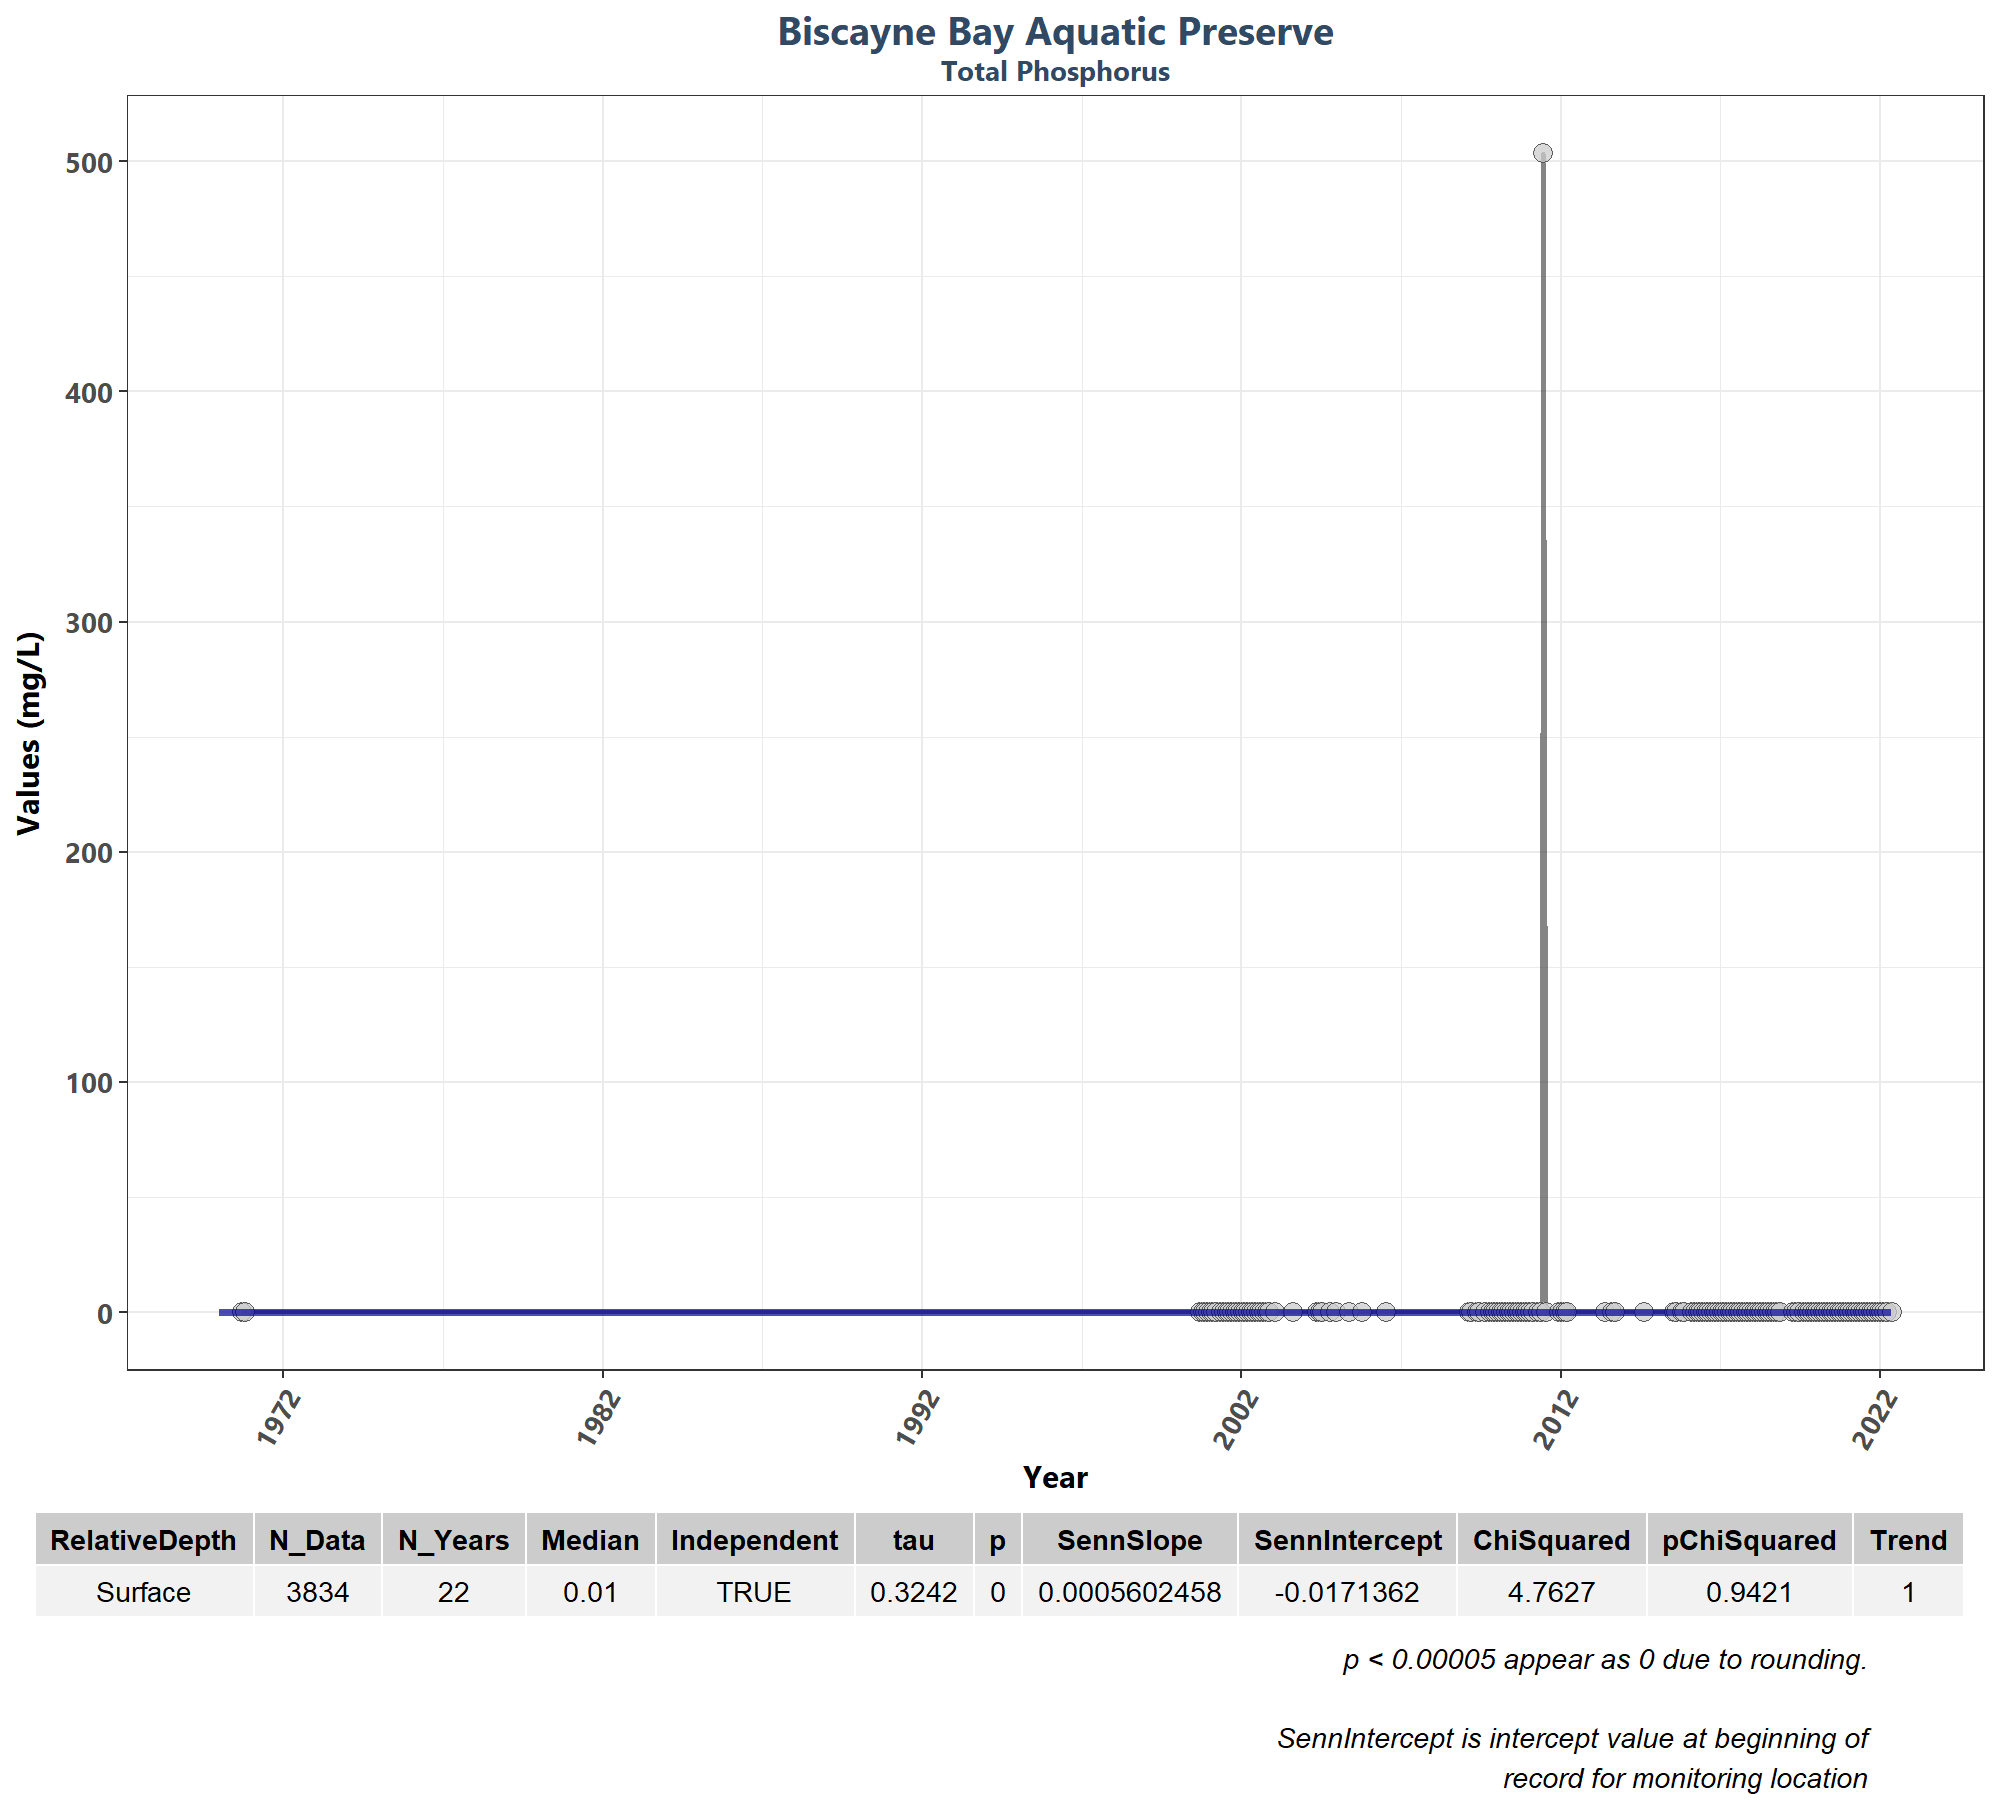 Biscayne Bay Aquatic Preserve
Total Phosphorus
500
400
300
200
100
0
Values (mg/L)
1972 1982 1992 2002 2012 2022
Year
RelativeDepth N_Data N_Years Median Independent tau p SennSlope SennIntercept ChiSquared pChiSquared Trend
Surface 3834 22 0.01 TRUE 0.3242 0 0.0005602458 -0.0171362 4.7627 0.9421 1
p < 0.00005 appear as 0 due to rounding.
SennIntercept is intercept value at beginning of
record for monitoring location